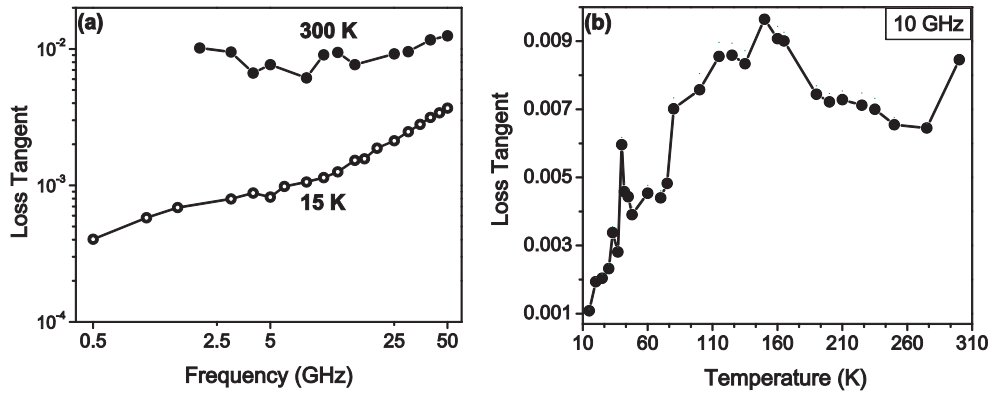 (a)
300 K
15 K
10⁻²
10⁻³
10⁻⁴
Loss Tangent
0.5 2.5 5 25 50
Frequency (GHz)
(b)
10 GHz
0.009
0.007
0.005
0.003
0.001
Loss Tangent
10 60 110 160 210 260 310
Temperature (K)